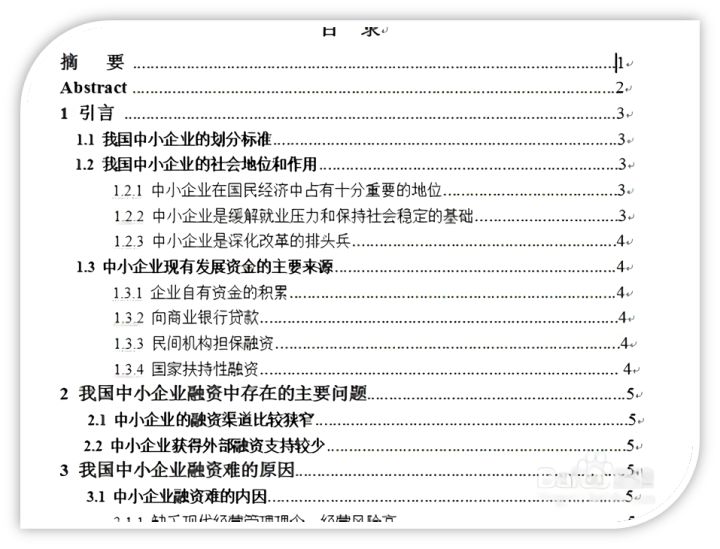 目 录
摘 要 ........ 1
Abstract ........ 2
1 引言 ........ 3
1.1 我国中小企业的划分标准 ........ 3
1.2 我国中小企业的社会地位和作用 ........ 3
1.2.1 中小企业在国民经济中占有十分重要的地位 ........ 3
1.2.2 中小企业是缓解就业压力和保持社会稳定的基础 ........ 3
1.2.3 中小企业是深化改革的排头兵 ........ 4
1.3 中小企业现有发展资金的主要来源 ........ 4
1.3.1 企业自有资金的积累 ........ 4
1.3.2 向商业银行贷款 ........ 4
1.3.3 民间机构担保融资 ........ 4
1.3.4 国家扶持性融资 ........ 4
2 我国中小企业融资中存在的主要问题 ........ 5
2.1 中小企业的融资渠道比较狭窄 ........ 5
2.2 中小企业获得外部融资支持较少 ........ 5
3 我国中小企业融资难的原因 ........ 5
3.1 中小企业融资难的内因 ........ 5